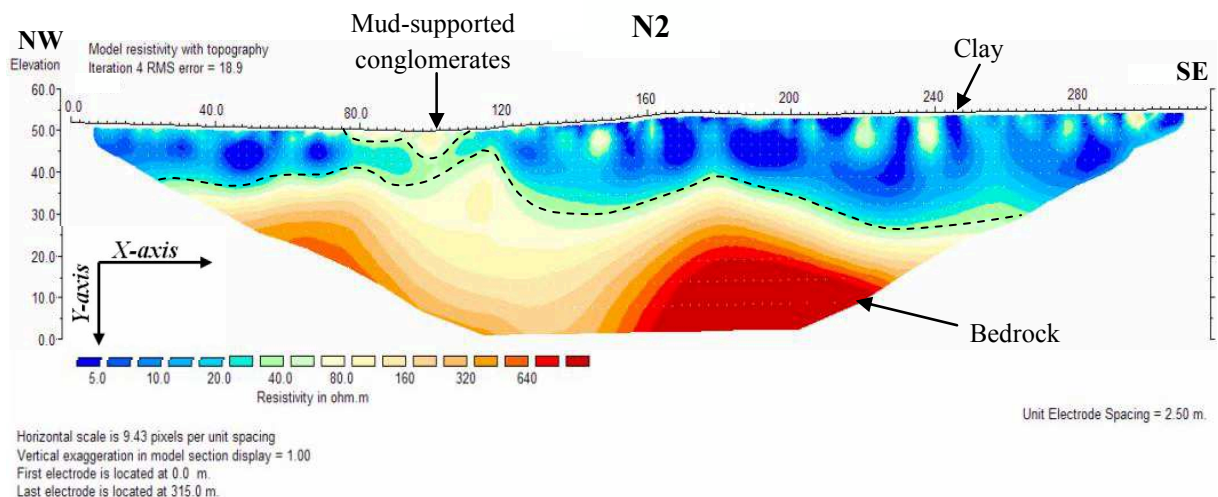 N2
NW
Model resistivity with topography
Iteration 4 RMS error = 18.9
Mud-supported
conglomerates
Clay
SE
Elevation
60.0
50.0
40.0
30.0
20.0
10.0
0.0
0.0 40.0 80.0 120 160 200 240 280
X-axis
Y-axis
Bedrock
5.0 10.0 20.0 40.0 80.0 160 320 640
Resistivity in ohm.m
Unit Electrode Spacing = 2.50 m.
Horizontal scale is 9.43 pixels per unit spacing
Vertical exaggeration in model section display = 1.00
First electrode is located at 0.0 m.
Last electrode is located at 315.0 m.